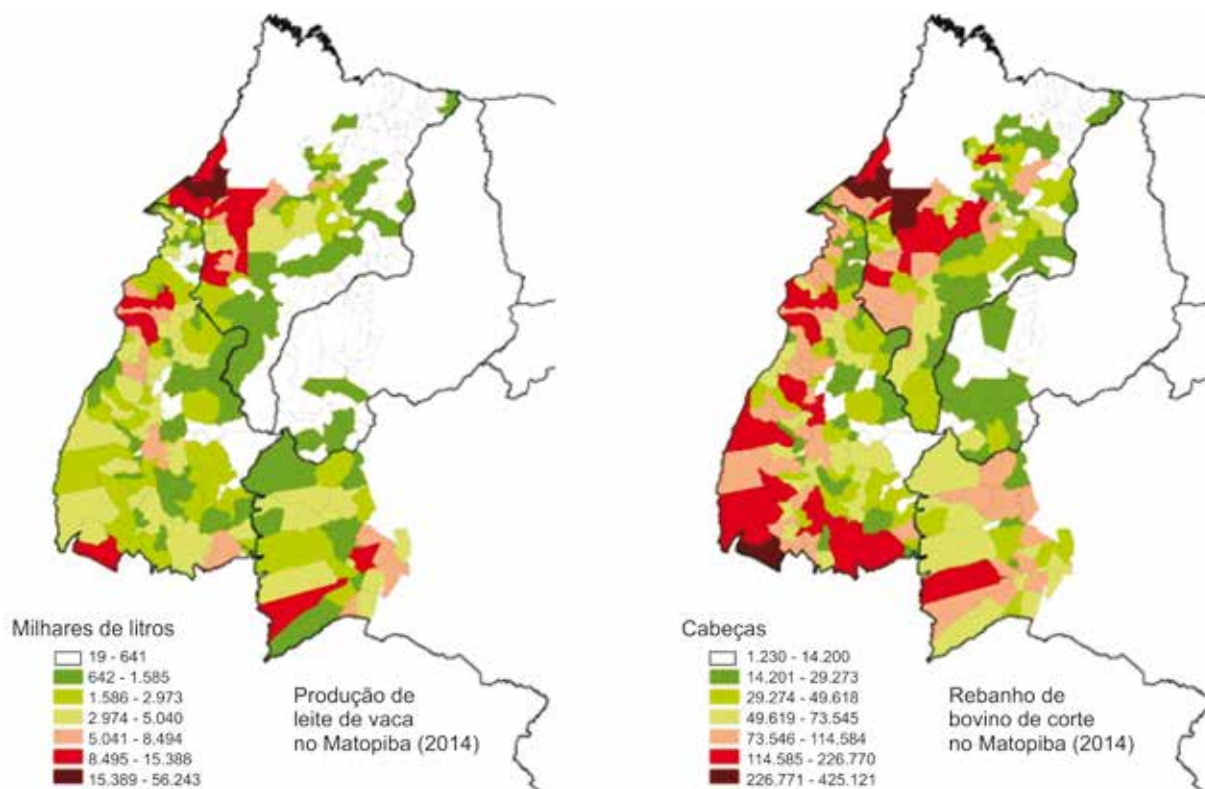 Milhares de litros
19 - 641
642 - 1.585
1.586 - 2.973
2.974 - 5.040
5.041 - 8.494
8.495 - 15.388
15.389 - 56.243
Produção de
leite de vaca
no Matopiba (2014)
Cabeças
1.230 - 14.200
14.201 - 29.273
29.274 - 49.618
49.619 - 73.545
73.546 - 114.584
114.585 - 226.770
226.771 - 425.121
Rebanho de
bovino de corte
no Matopiba (2014)